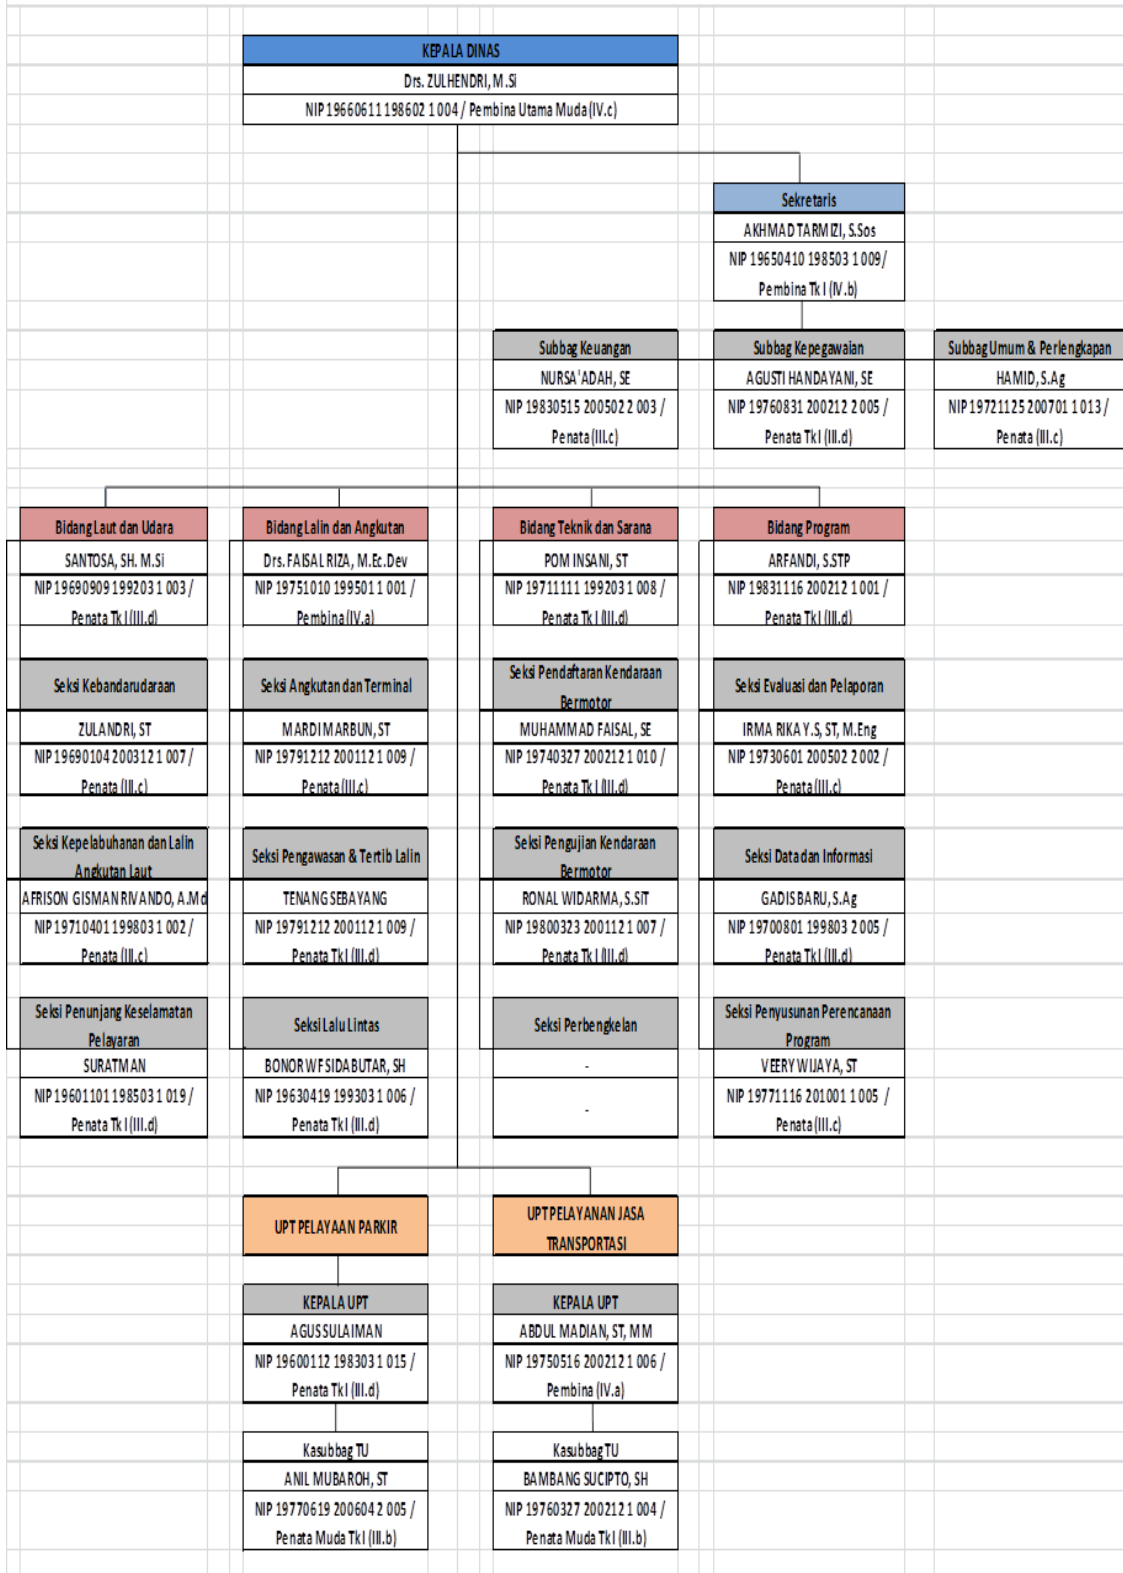 KEPALA DINAS
Drs. ZULHENDRI, M.Si
NIP 19660611 198602 1 004 / Pembina Utama Muda (IV.c)
Sekretaris
AKHMAD TARMIZI, S.Sos
NIP 19650410 198503 1 009 /
Pembina Tk I (IV.b)
Subbag Keuangan
NURSA'ADAH, SE
NIP 19830515 200502 2 003 /
Penata (III.c)
Subbag Kepegawaian
AGUSTI HANDAYANI, SE
NIP 19760831 200212 2 005 /
Penata Tk I (III.d)
Subbag Umum & Perlengkapan
HAMID, S.Ag
NIP 19721125 200701 1 013 /
Penata (III.c)
Bidang Laut dan Udara
SANTOSA, SH. M.Si
NIP 19690909 199203 1 003 /
Penata Tk I (III.d)
Seksi Kebandarudaraan
ZULANDRI, ST
NIP 19690104 200312 1 007 /
Penata (III.c)
Seksi Kepelabuhanan dan Lalin
Angkutan Laut
AFRISON GISMAN RIVANDO, A.Md
NIP 19710401 199803 1 002 /
Penata (III.c)
Seksi Penunjang Keselamatan
Pelayaran
SURATMAN
NIP 19601101 198503 1 019 /
Penata Tk I (III.d)
Bidang Lalin dan Angkutan
Drs. FAISAL RIZA, M.Ec.Dev
NIP 19751010 199501 1 001 /
Pembina (IV.a)
Seksi Angkutan dan Terminal
MARDI MARBUN, ST
NIP 19791212 200112 1 009 /
Penata (III.c)
Seksi Pengawasan & Tertib Lalin
TENANG SEBAYANG
NIP 19791212 200112 1 009 /
Penata Tk I (III.d)
Seksi Lalu Lintas
BONOR WF SIDABUTAR, SH
NIP 19630419 199303 1 006 /
Penata Tk I (III.d)
Bidang Teknik dan Sarana
POM INSANI, ST
NIP 19711111 199203 1 008 /
Penata Tk I (III.d)
Seksi Pendaftaran Kendaraan
Bermotor
MUHAMMAD FAISAL, SE
NIP 19740327 200212 1 010 /
Penata Tk I (III.d)
Seksi Pengujian Kendaraan
Bermotor
RONAL WIDARMA, S.SiT
NIP 19800323 200112 1 007 /
Penata Tk I (III.d)
Seksi Perbengkelan
-
-
Bidang Program
ARFANDI, S.STP
NIP 19831116 200212 1 001 /
Penata Tk I (III.d)
Seksi Evaluasi dan Pelaporan
IRMA RIKA Y.S, ST, M.Eng
NIP 19730601 200502 2 002 /
Penata (III.c)
Seksi Data dan Informasi
GADIS BARU, S.Ag
NIP 19700801 199803 2 005 /
Penata Tk I (III.d)
Seksi Penyusunan Perencanaan
Program
VEERY WIJAYA, ST
NIP 19771116 201001 1 005 /
Penata (III.c)
UPT PELAYAAN PARKIR
KEPALA UPT
AGUS SULAIMAN
NIP 19600112 198303 1 015 /
Penata Tk I (III.d)
Kasubbag TU
ANIL MUBAROH, ST
NIP 19770619 200604 2 005 /
Penata Muda Tk I (III.b)
UPT PELAYANAN JASA
TRANSPORTASI
KEPALA UPT
ABDUL MADIAN, ST, MM
NIP 19750516 200212 1 006 /
Pembina (IV.a)
Kasubbag TU
BAMBANG SUCIPTO, SH
NIP 19760327 200212 1 004 /
Penata Muda Tk I (III.b)